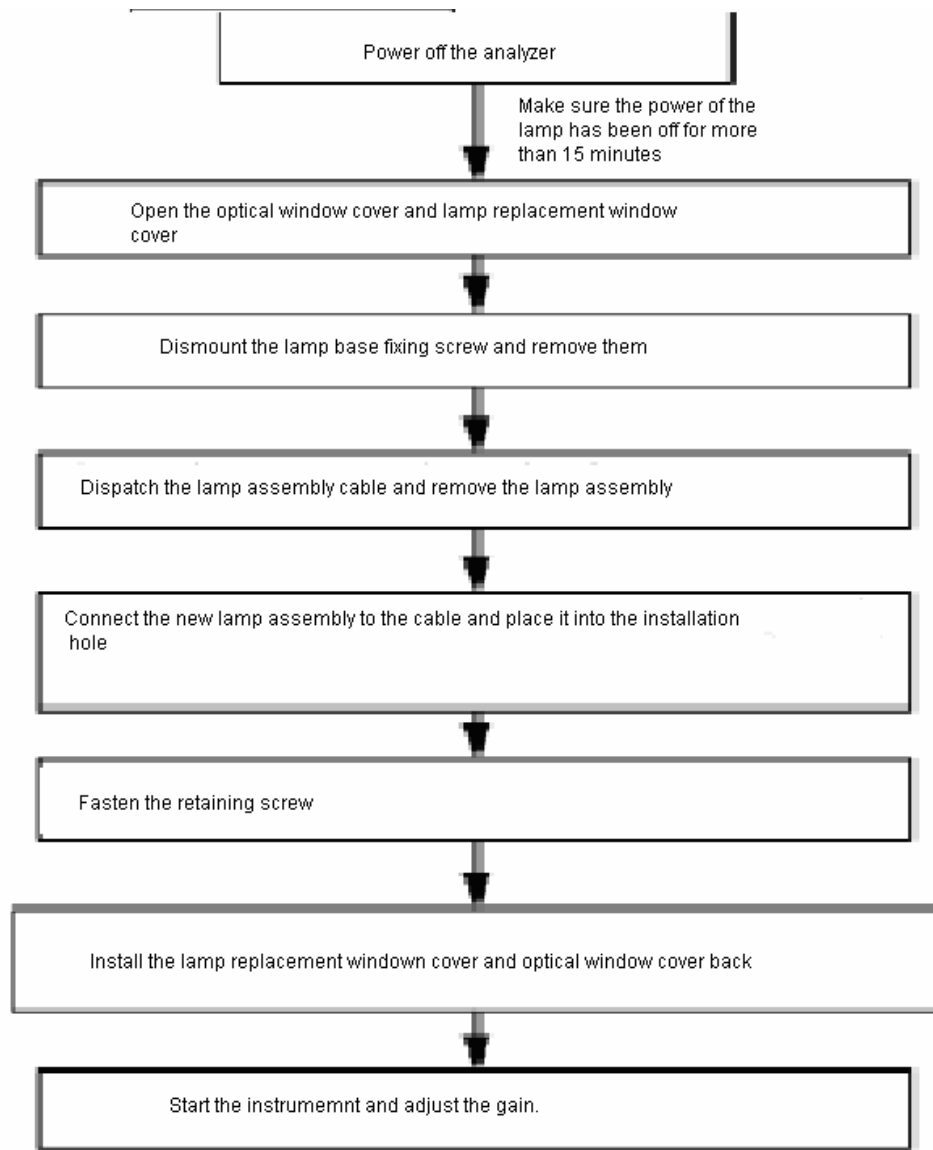 Power off the analyzer
Make sure the power of the
lamp has been off for more
than 15 minutes
Open the optical window cover and lamp replacement window
cover
Dismount the lamp base fixing screw and remove them
Dispatch the lamp assembly cable and remove the lamp assembly
Connect the new lamp assembly to the cable and place it into the installation
hole
Fasten the retaining screw
Install the lamp replacement windown cover and optical window cover back
Start the instrumemnt and adjust the gain.